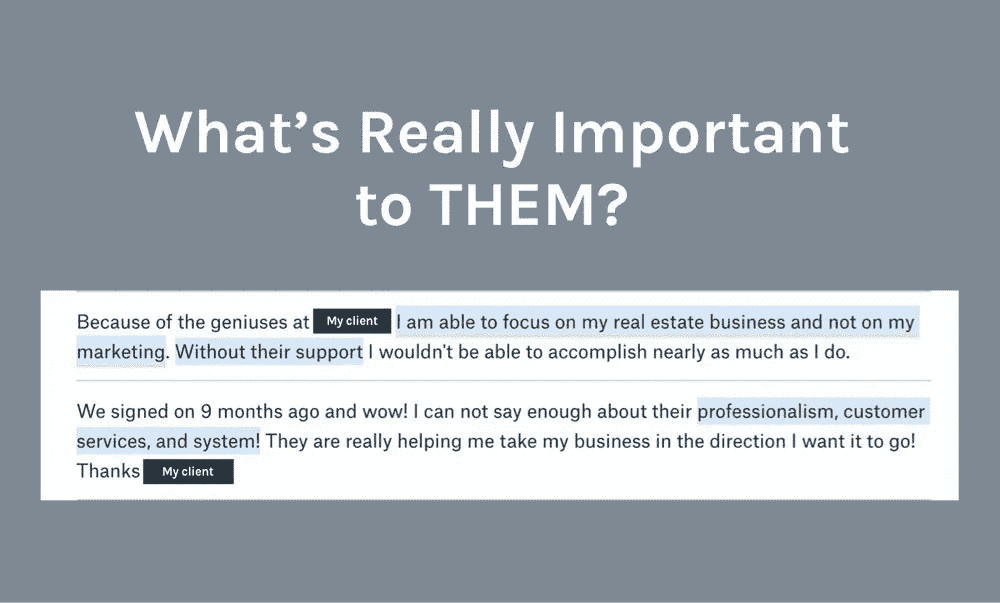 What's Really Important
to THEM?
Because of the geniuses at My client I am able to focus on my real estate business and not on my
marketing. Without their support I wouldn't be able to accomplish nearly as much as I do.
We signed on 9 months ago and wow! I can not say enough about their professionalism, customer
services, and system! They are really helping me take my business in the direction I want it to go!
Thanks My client